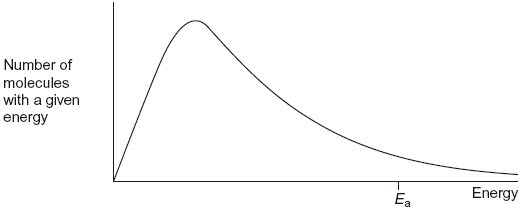 Number of
molecules
with a given
energy
Energy
Eₐ